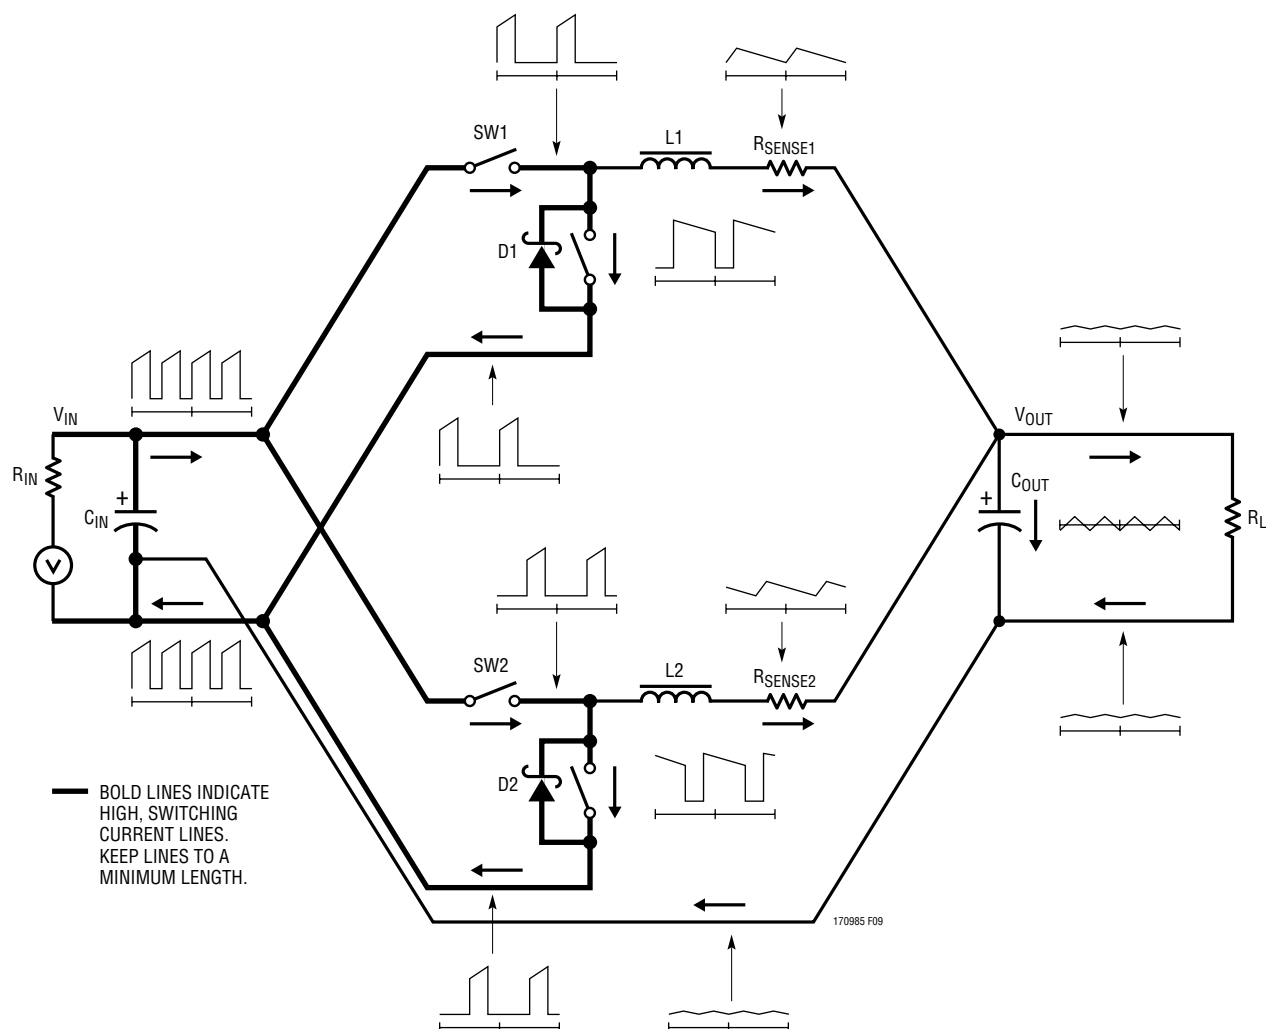 SW1
L1
RSENSE1
D1
VIN
VOUT
RIN
+
CIN
+
COUT
RL
V
SW2
L2
RSENSE2
D2
BOLD LINES INDICATE
HIGH, SWITCHING
CURRENT LINES.
KEEP LINES TO A
MINIMUM LENGTH.
170985 F09